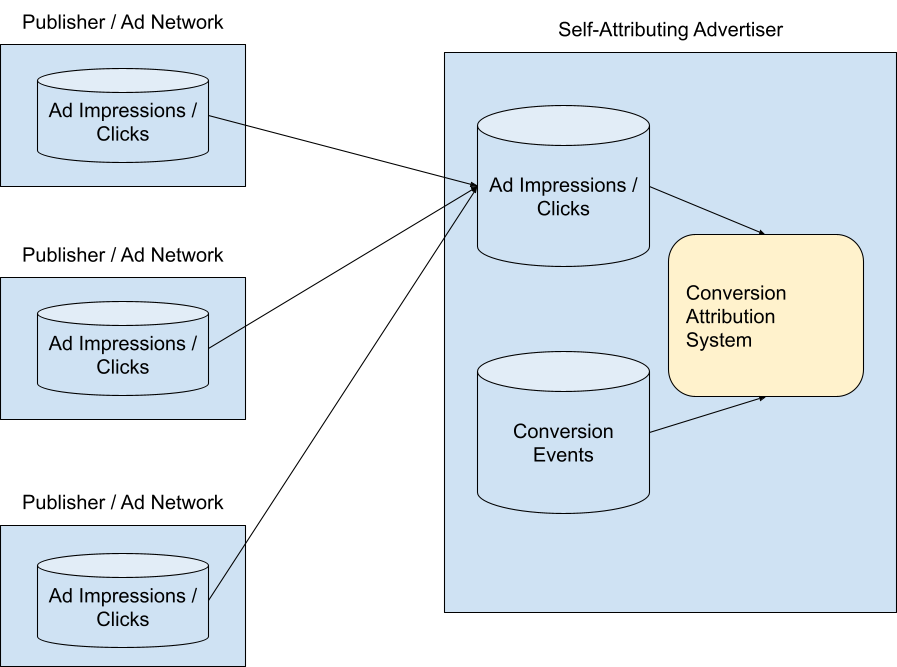 Publisher / Ad Network
Ad Impressions /
Clicks
Publisher / Ad Network
Ad Impressions /
Clicks
Publisher / Ad Network
Ad Impressions /
Clicks
Self-Attributing Advertiser
Ad Impressions /
Clicks
Conversion
Attribution
System
Conversion
Events